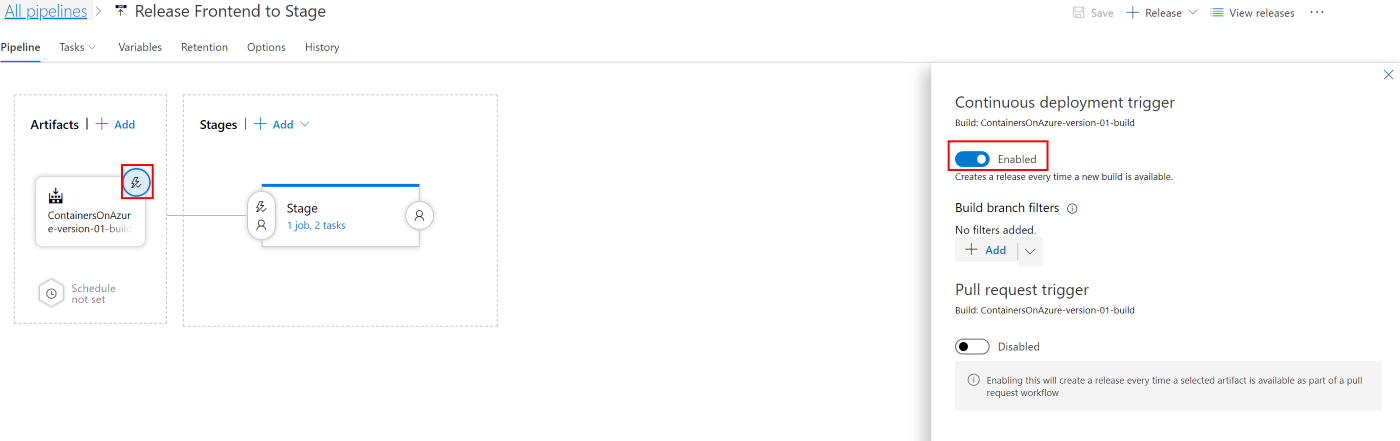 All pipelines > Release Frontend to Stage
Save + Release View releases ...
Pipeline Tasks Variables Retention Options History
Artifacts | + Add
Stages | + Add
ContainersOnAzur
e-version-01-build
Schedule
not set
Stage
1 job, 2 tasks
Continuous deployment trigger
Build: ContainersOnAzure-version-01-build
Enabled
Creates a release every time a new build is available.
Build branch filters
No filters added.
+ Add
Pull request trigger
Build: ContainersOnAzure-version-01-build
Disabled
Enabling this will create a release every time a selected artifact is available as part of a pull
request workflow